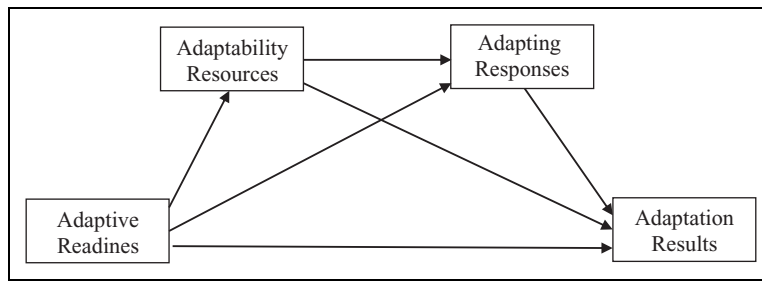 Adaptability
Resources
Adapting
Responses
Adaptive
Readines
Adaptation
Results